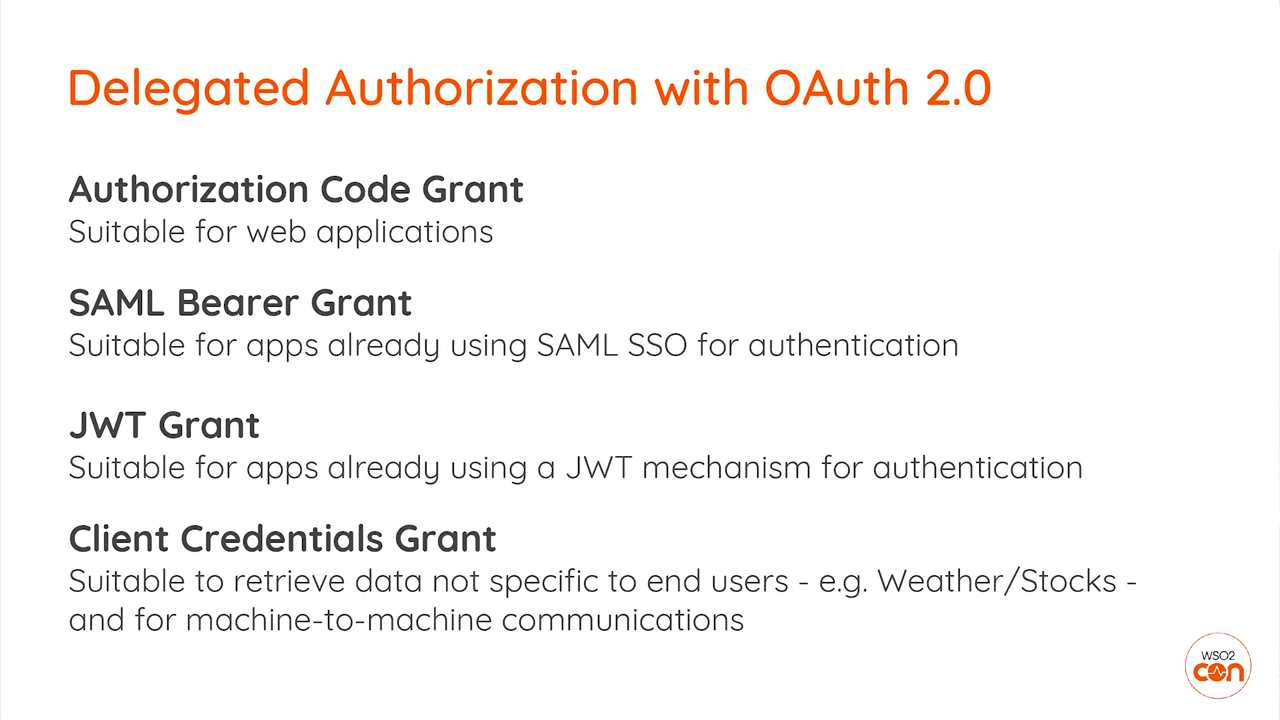 Delegated Authorization with OAuth 2.0
Authorization Code Grant
Suitable for web applications
SAML Bearer Grant
Suitable for apps already using SAML SSO for authentication
JWT Grant
Suitable for apps already using a JWT mechanism for authentication
Client Credentials Grant
Suitable to retrieve data not specific to end users - e.g. Weather/Stocks -
and for machine-to-machine communications
WSO2
con